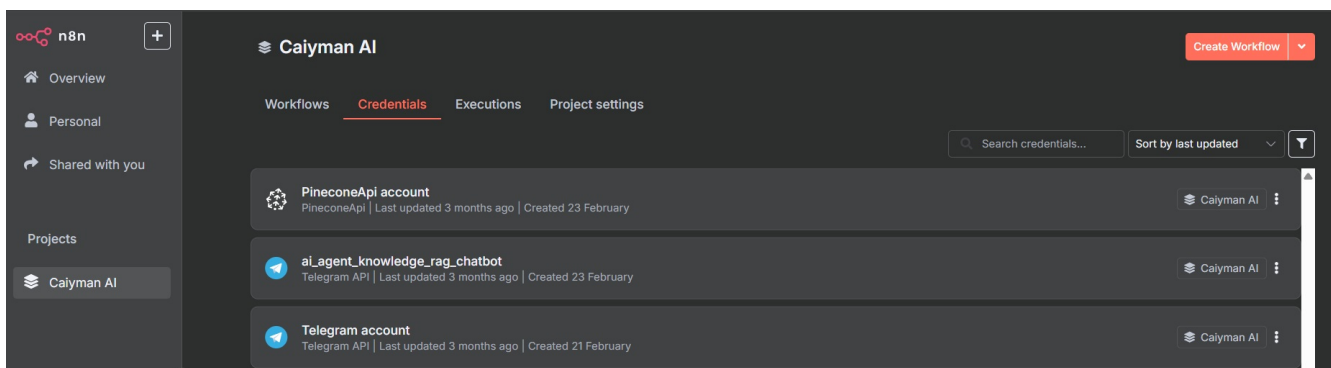 n8n
Overview
Personal
Shared with you
Projects
Caiyman AI
Caiyman AI
Create Workflow
Workflows Credentials Executions Project settings
Search credentials... Sort by last updated
PineconeApi account
PineconeApi | Last updated 3 months ago | Created 23 February
Caiyman AI
ai_agent_knowledge_rag_chatbot
Telegram API | Last updated 3 months ago | Created 23 February
Caiyman AI
Telegram account
Telegram API | Last updated 3 months ago | Created 21 February
Caiyman AI